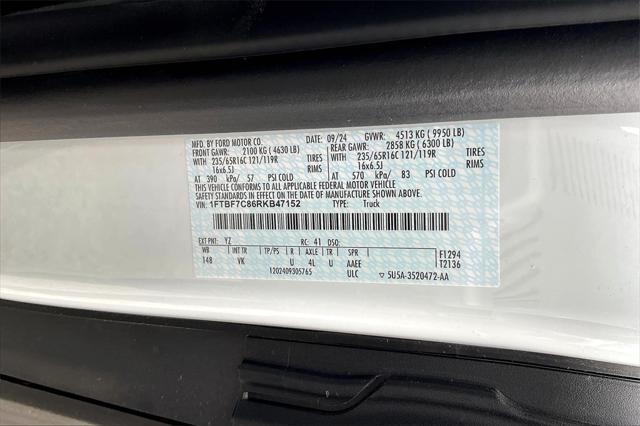 MFD. BY FORD MOTOR CO. 09/24 GVWR: 4513 KG ( 9950 LB)
FRONT GAWR: 2100 KG ( 4630 LB) REAR GAWR: 2858 KG ( 6300 LB)
WITH 235/65R16C 121/119R TIRES WITH 235/65R16C 121/119R TIRES
16x6.5J RIMS 16x6.5J RIMS
AT 390 kPa/ 57 PSI COLD AT 570 kPa/ 83 PSI COLD
THIS VEHICLE CONFORMS TO ALL APPLICABLE FEDERAL MOTOR VEHICLE
SAFETY STANDARDS IN EFFECT ON THE DATE OF MANUFACTURE SHOWN ABOVE.
VIN: 1FTBF7C86RKB47152 TYPE: Truck
EXT PNT: YZ RC: 41 DSO:
WB INT TR TP/PS R AXLE TR SPR F1294
148 VK U 4L U AAEE T2136
1202409305765 ULC ▽ 5U5A-3520472-AA